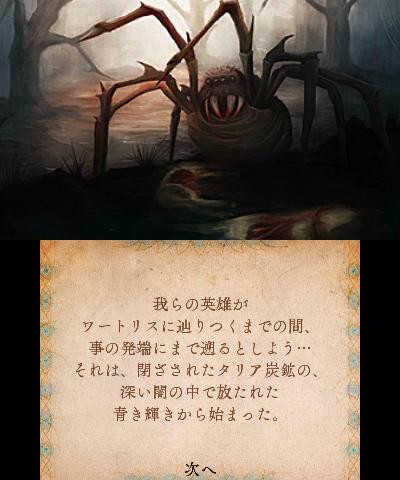 我らの英雄が
ワートリスに辿りつくまでの間、
事の発端にまで遡るとしよう…
それは、閉ざされたタリア炭鉱の、
深い闇の中で放たれた
青き輝きから始まった。
次へ